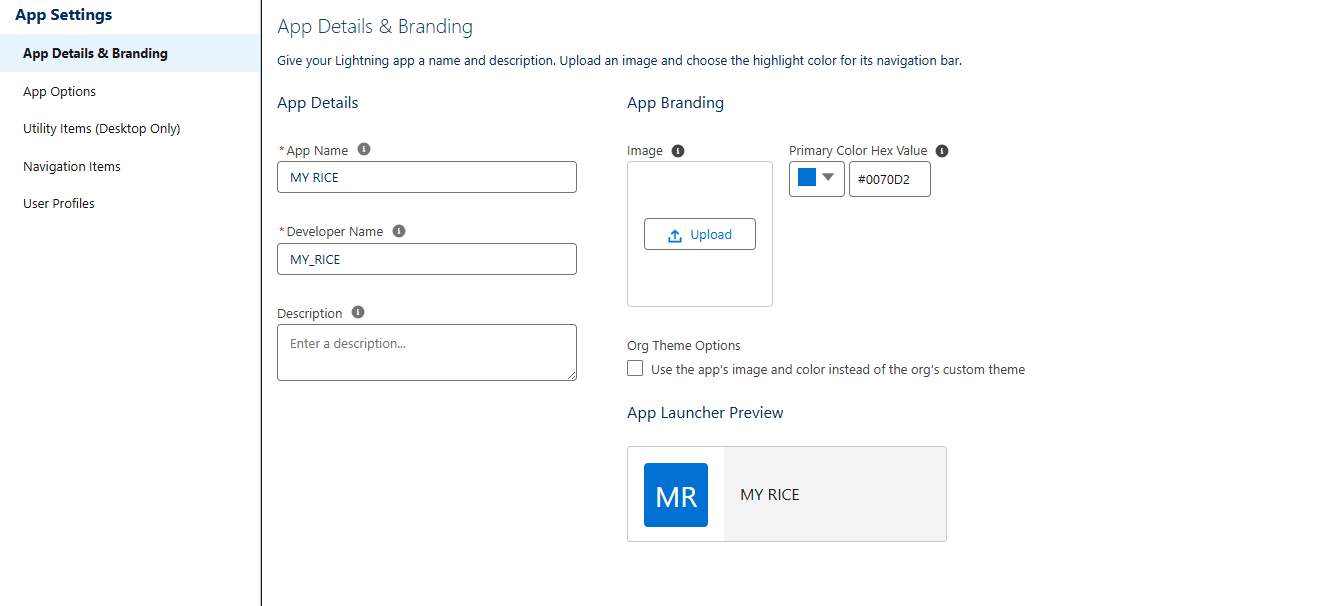 App Settings
App Details & Branding
App Options
Utility Items (Desktop Only)
Navigation Items
User Profiles
App Details & Branding
Give your Lightning app a name and description. Upload an image and choose the highlight color for its navigation bar.
App Details
* App Name
MY RICE
* Developer Name
MY_RICE
Description
Enter a description...
App Branding
Image
Upload
Primary Color Hex Value
#0070D2
Org Theme Options
Use the app's image and color instead of the org's custom theme
App Launcher Preview
MR
MY RICE